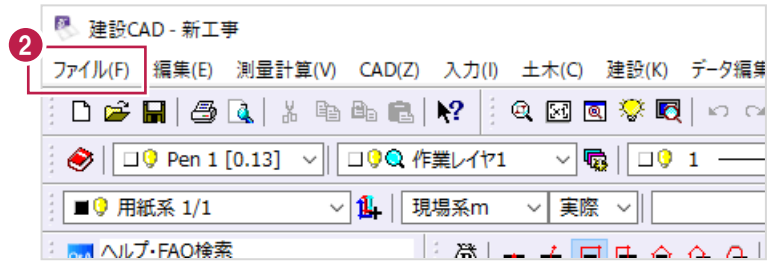 建設CAD - 新工事
2
ファイル(F) 編集(E) 測量計算(V) CAD(Z) 入力(I) 土木(C) 建設(K) データ編集
Pen 1 [0.13] 作業レイヤ1 1
用紙系 1/1 現場系m 実際
ヘルプ・FAQ検索